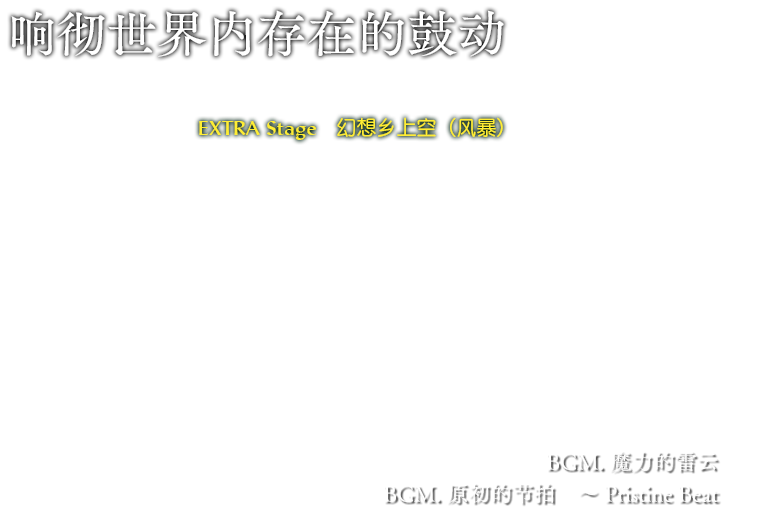 响彻世界内存在的鼓动
EXTRA Stage　幻想乡上空（风暴）
BGM. 魔力的雷云
BGM. 原初的节拍　～ Pristine Beat